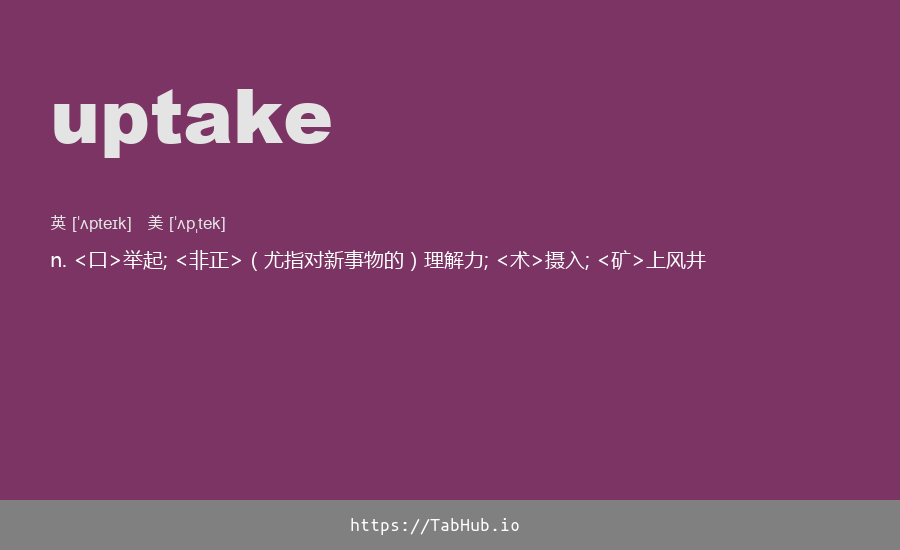 uptake
英 [ˈʌpteɪk] 美 [ˈʌpˌtek]
n. <口>举起; <非正>（尤指对新事物的）理解力; <术>摄入; <矿>上风井
https://TabHub.io